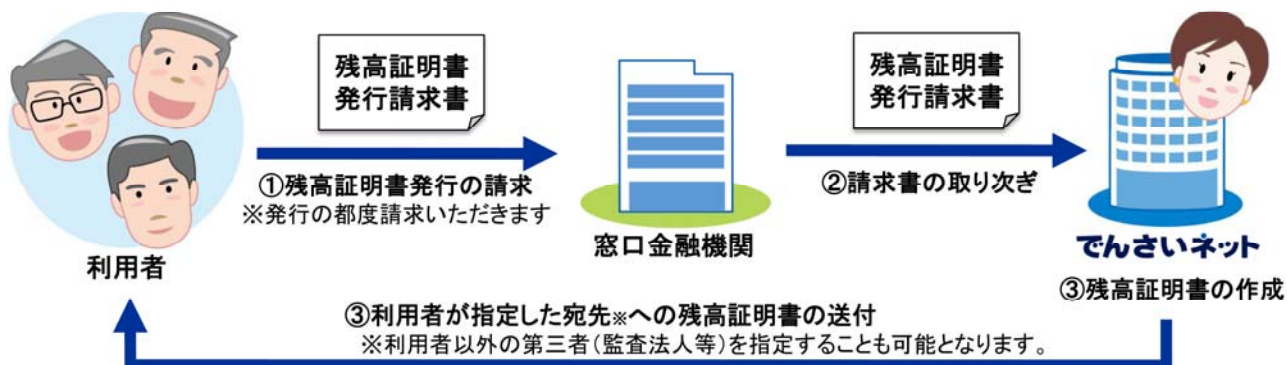 残高証明書
発行請求書
残高証明書
発行請求書
①残高証明書発行の請求
※発行の都度請求いただきます
②請求書の取り次ぎ
利用者
窓口金融機関
でんさいネット
③残高証明書の作成
③利用者が指定した宛先※への残高証明書の送付
※利用者以外の第三者(監査法人等)を指定することも可能となります。